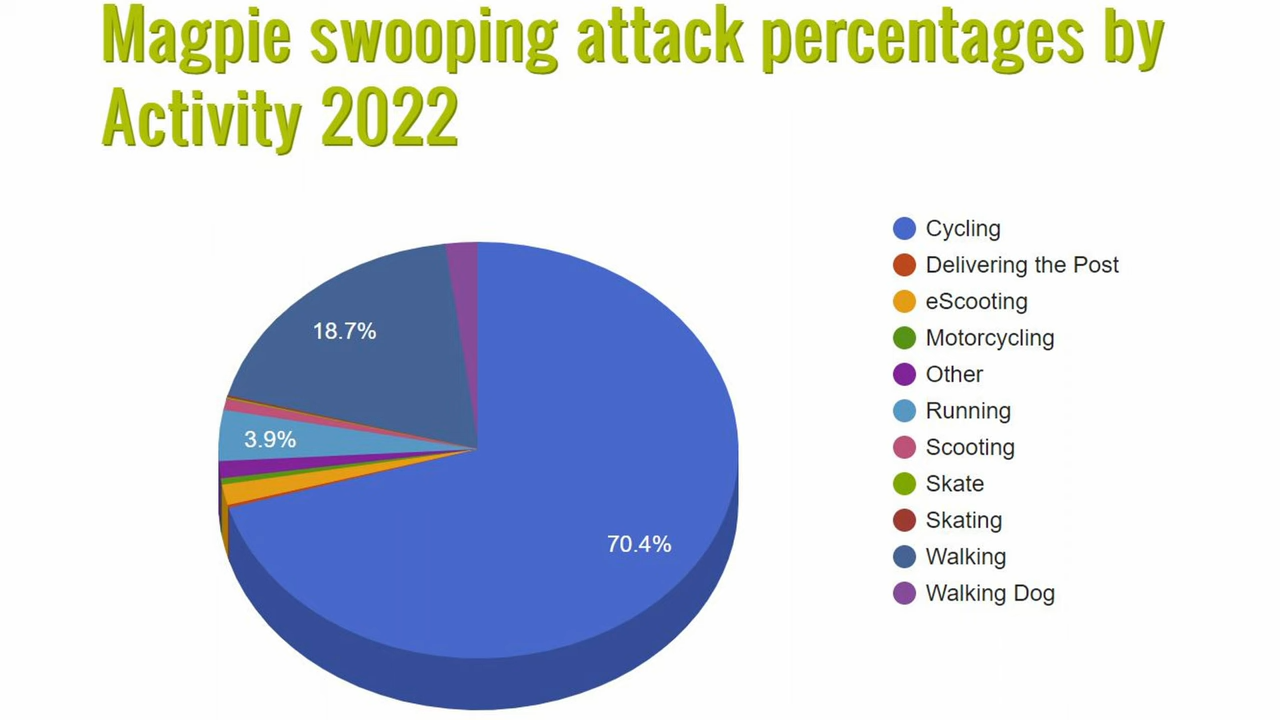 Magpie swooping attack percentages by
Activity 2022
18.7%
3.9%
70.4%
Cycling
Delivering the Post
eScooting
Motorcycling
Other
Running
Scooting
Skate
Skating
Walking
Walking Dog